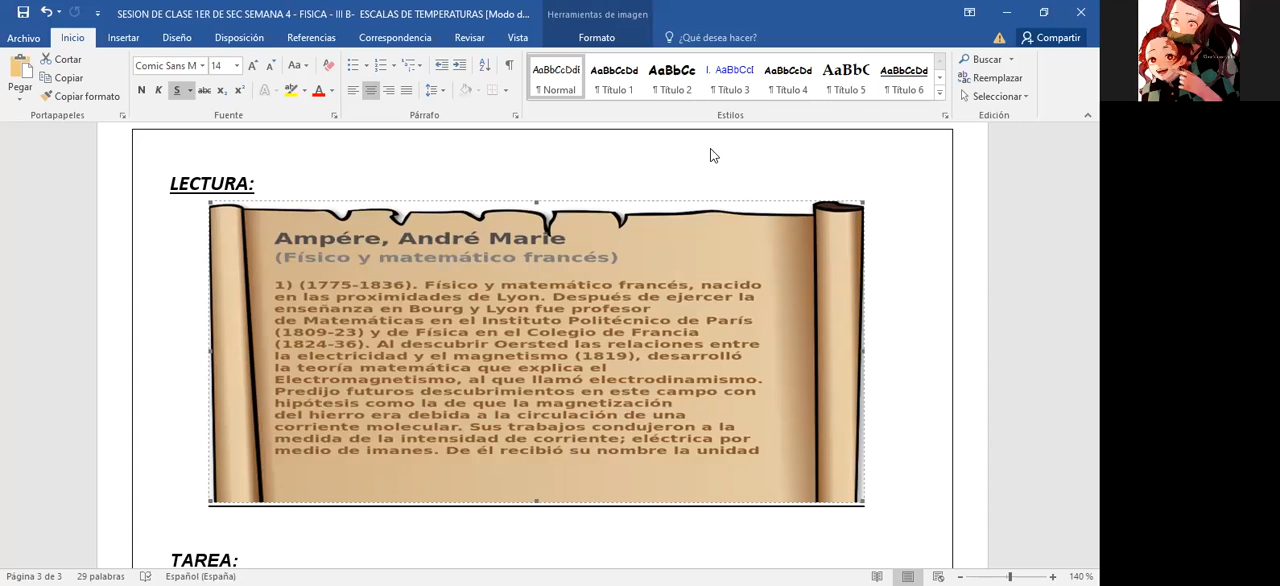 SESION DE CLASE 1ER DE SEC SEMANA 4 - FISICA - III B- ESCALAS DE TEMPERATURAS [Modo d...
Herramientas de imagen
Archivo Inicio Insertar Diseño Disposición Referencias Correspondencia Revisar Vista Formato ¿Qué desea hacer? Compartir
Pegar
Cortar
Copiar
Copiar formato
Portapapeles
Comic Sans M 14
N K S abc x₂ x²
Fuente
Párrafo
AaBbCcDdE AaBbCcDd AaBbCc I. AaBbCcI AaBbCcDd AaBbC AaBbCcDd
¶ Normal ¶ Título 1 ¶ Título 2 ¶ Título 3 ¶ Título 4 ¶ Título 5 ¶ Título 6
Estilos
Buscar
Reemplazar
Seleccionar
Edición
LECTURA:
Ampére, André Marie
(Físico y matemático francés)
1) (1775-1836). Físico y matemático francés, nacido
en las proximidades de Lyon. Después de ejercer la
enseñanza en Bourg y Lyon fue profesor
de Matemáticas en el Instituto Politécnico de París
(1809-23) y de Física en el Colegio de Francia
(1824-36). Al descubrir Oersted las relaciones entre
la electricidad y el magnetismo (1819), desarrolló
la teoría matemática que explica el
Electromagnetismo, al que llamó electrodinamismo.
Predijo futuros descubrimientos en este campo con
hipótesis como la de que la magnetización
del hierro era debida a la circulación de una
corriente molecular. Sus trabajos condujeron a la
medida de la intensidad de corriente; eléctrica por
medio de imanes. De él recibió su nombre la unidad
TAREA:
Página 3 de 3 29 palabras Español (España) 140 %